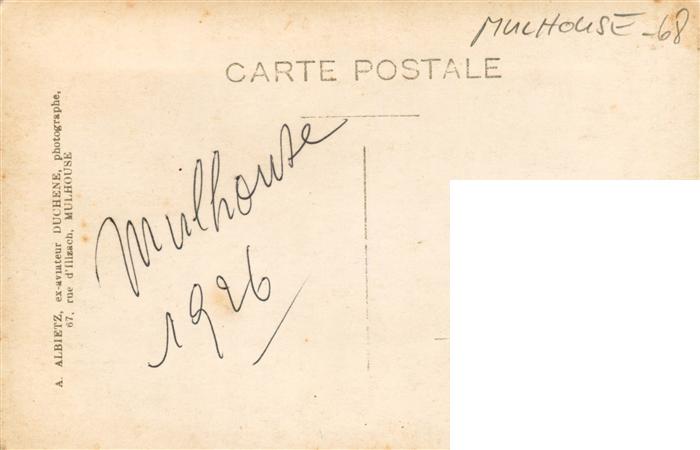 MULHOUSE - 68
CARTE POSTALE
Mulhouse
1926
A. ALBIETZ, ex-aviateur DUCHENE, photographe,
67, rue d'Illzach, MULHOUSE